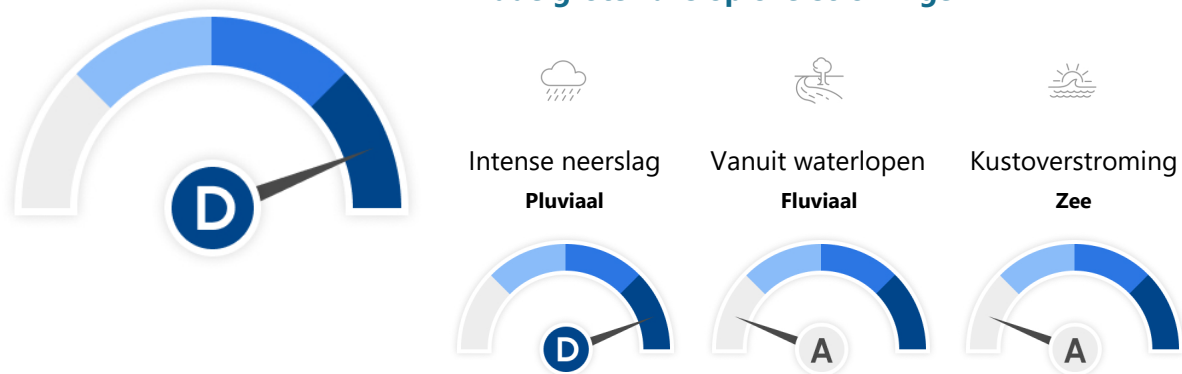 D
Intense neerslag
Vanuit waterlopen
Kustoverstroming
Pluviaal
Fluviaal
Zee
D
A
A